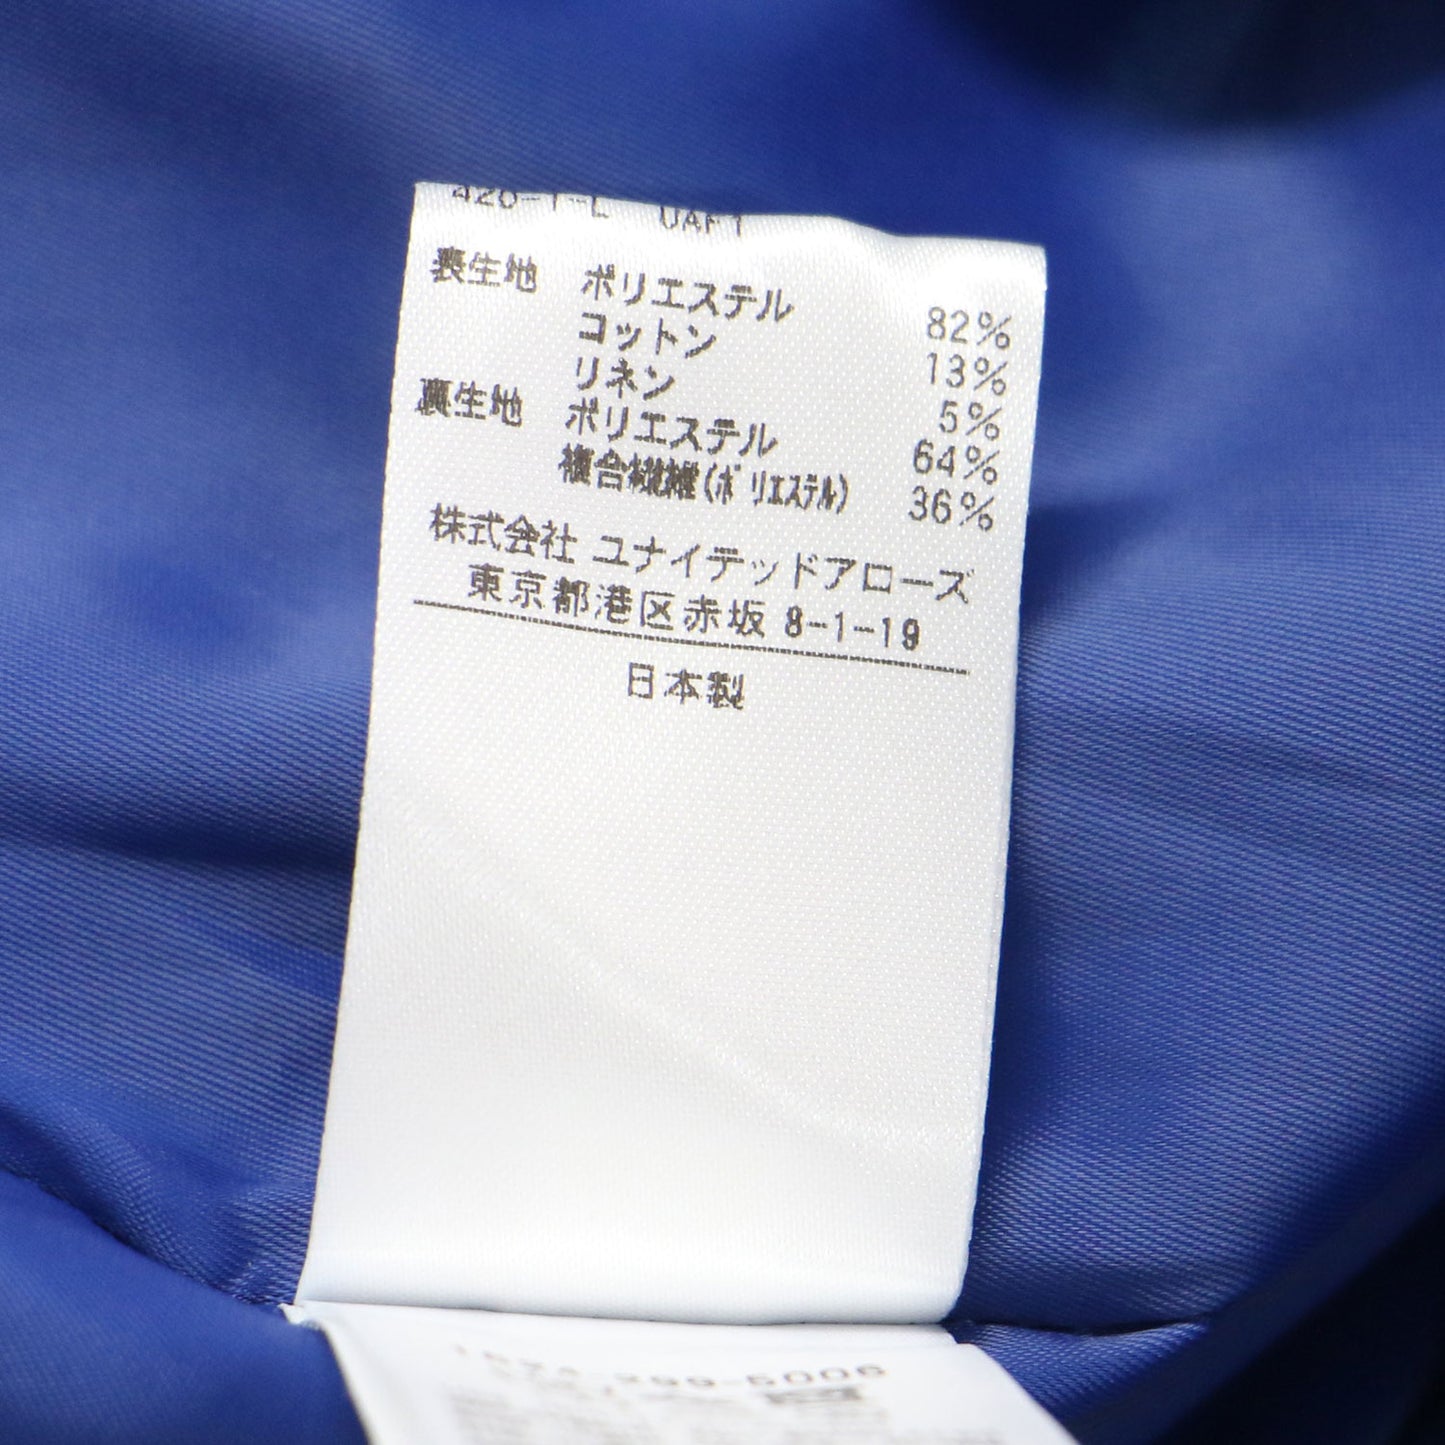 表生地 ポリエステル 82%
コットン 13%
リネン 5%
裏生地 ポリエステル 64%
複合繊維(ポリエステル) 36%
株式会社 ユナイテッドアローズ
東京都港区赤坂 8-1-19
日本製